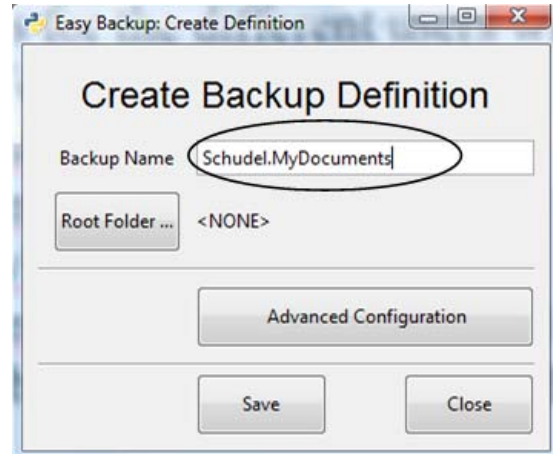 Easy Backup: Create Definition
Create Backup Definition
Backup Name Schudel.MyDocuments
Root Folder ... <NONE>
Advanced Configuration
Save Close